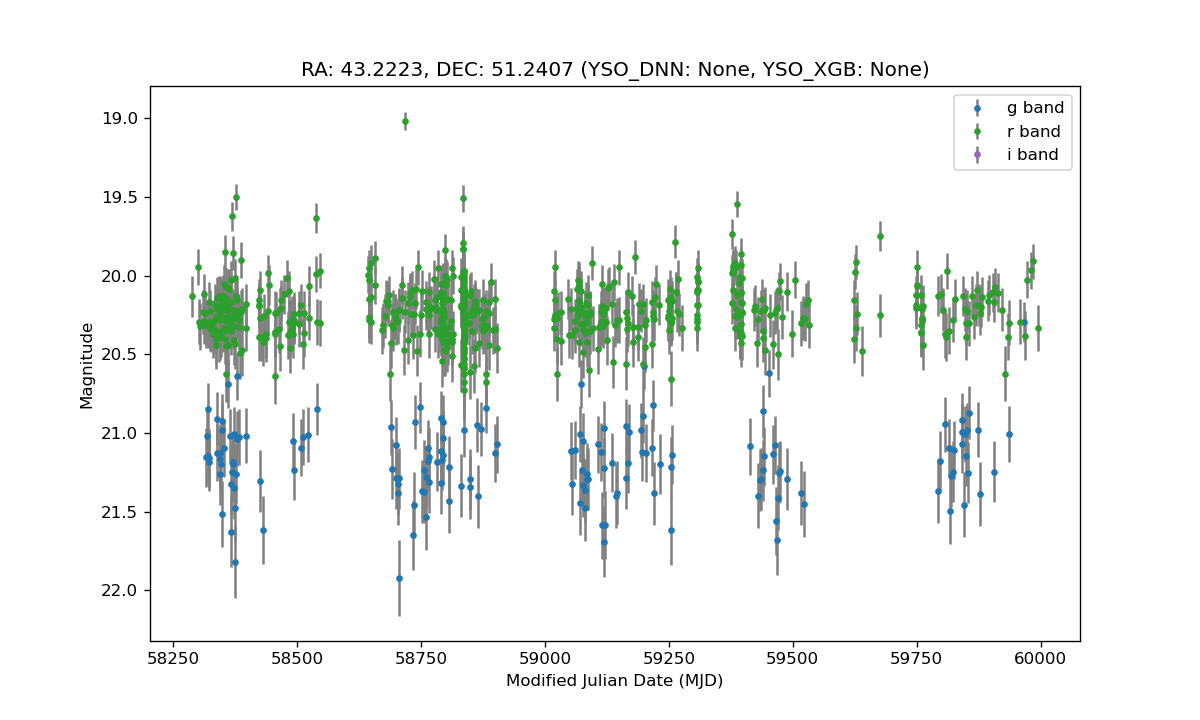 RA: 43.2223, DEC: 51.2407 (YSO_DNN: None, YSO_XGB: None)
g band
r band
i band
19.0
19.5
20.0
20.5
21.0
21.5
22.0
Magnitude
58250
58500
58750
59000
59250
59500
59750
60000
Modified Julian Date (MJD)